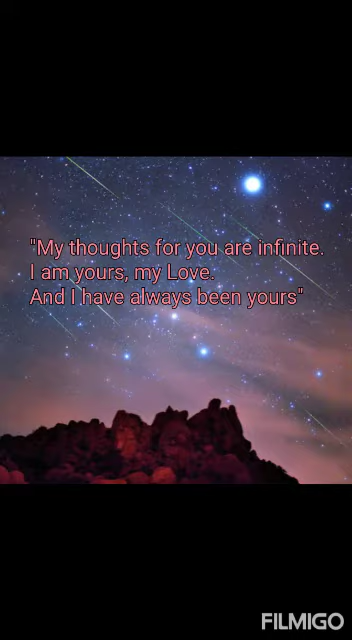 "My thoughts for you are infinite.
I am yours, my Love.
And I have always been yours"
FILMIGO